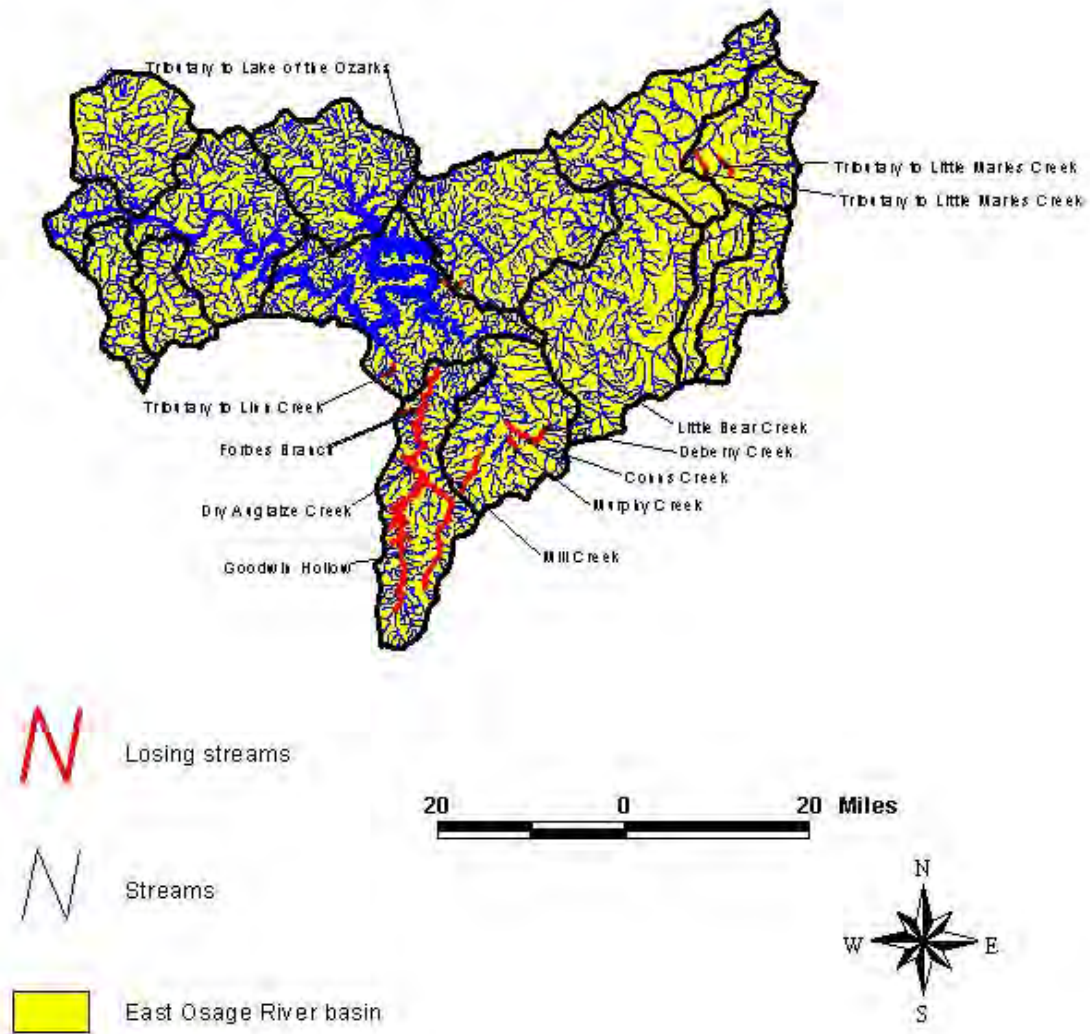 Tributary to Lake of the Ozarks
Tributary to Little Maries Creek
Tributary to Little Maries Creek
Tributary to Linn Creek
Forbes Branch
Dry Auglaize Creek
Goodwin Hollow
Little Bear Creek
Deberry Creek
Conns Creek
Murphy Creek
Mill Creek
Losing streams
20 0 20 Miles
Streams
N
W E
S
East Osage River basin